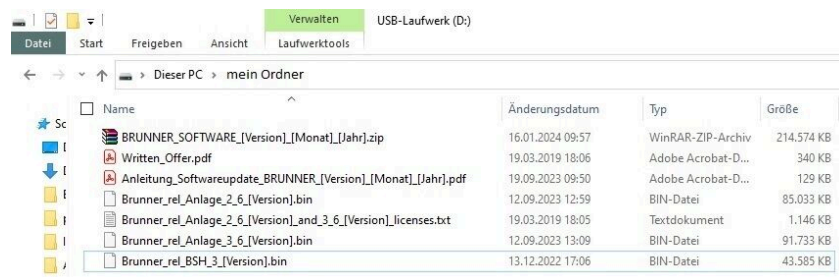 Verwalten USB-Laufwerk (D:)
Datei Start Freigeben Ansicht Laufwerktools
Dieser PC > mein Ordner
Name Änderungsdatum Typ Größe
BRUNNER_SOFTWARE_[Version]_[Monat]_[Jahr].zip 16.01.2024 09:57 WinRAR-ZIP-Archiv 214.574 KB
Written_Offer.pdf 19.03.2019 18:06 Adobe Acrobat-D... 340 KB
Anleitung_Softwareupdate_BRUNNER_[Version]_[Monat]_[Jahr].pdf 19.09.2023 09:50 Adobe Acrobat-D... 129 KB
Brunner_rel_Anlage_2_6_[Version].bin 12.09.2023 12:59 BIN-Datei 85.033 KB
Brunner_rel_Anlage_2_6_[Version]_and_3_6_[Version]_licenses.txt 19.03.2019 18:05 Textdokument 1.146 KB
Brunner_rel_Anlage_3_6_[Version].bin 12.09.2023 13:09 BIN-Datei 91.733 KB
Brunner_rel_BSH_3_[Version].bin 13.12.2022 17:06 BIN-Datei 43.585 KB